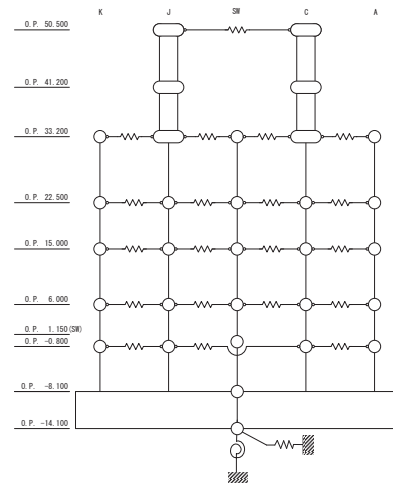 K J SW C A
O.P. 50.500
O.P. 41.200
O.P. 33.200
O.P. 22.500
O.P. 15.000
O.P. 6.000
O.P. 1.150(SW)
O.P. -0.800
O.P. -8.100
O.P. -14.100